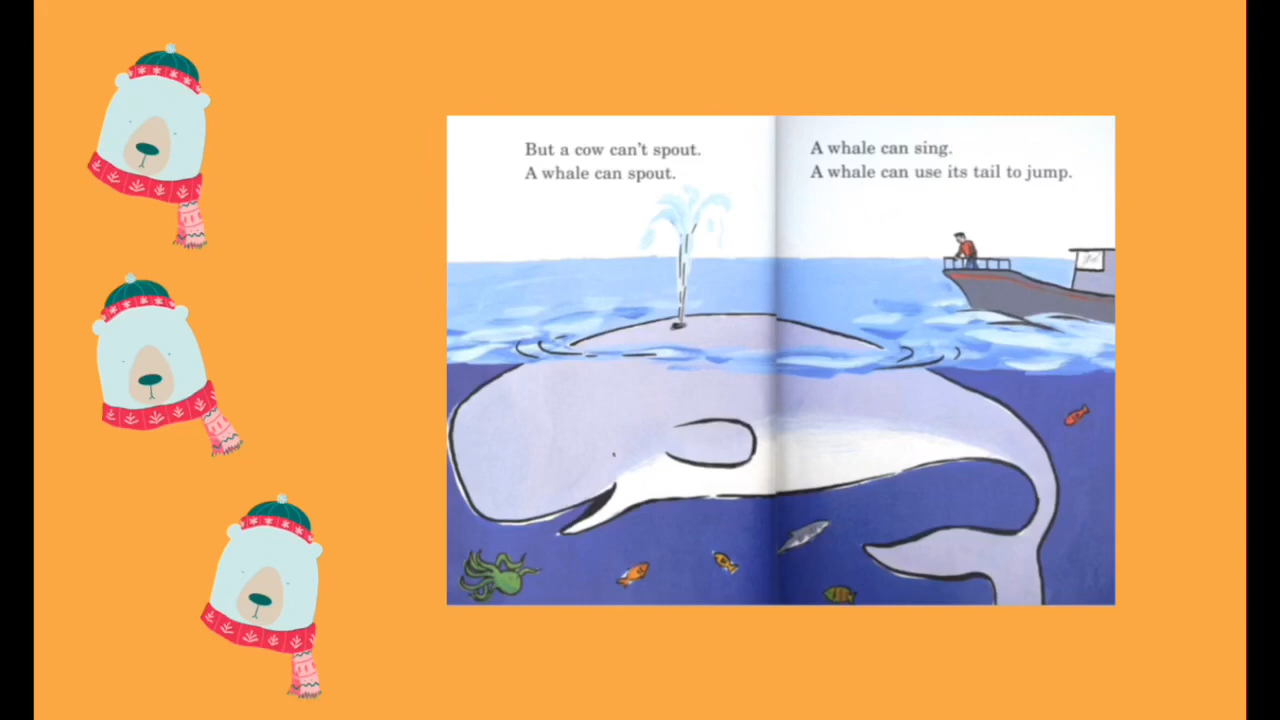 But a cow can't spout.
A whale can spout.
A whale can sing.
A whale can use its tail to jump.